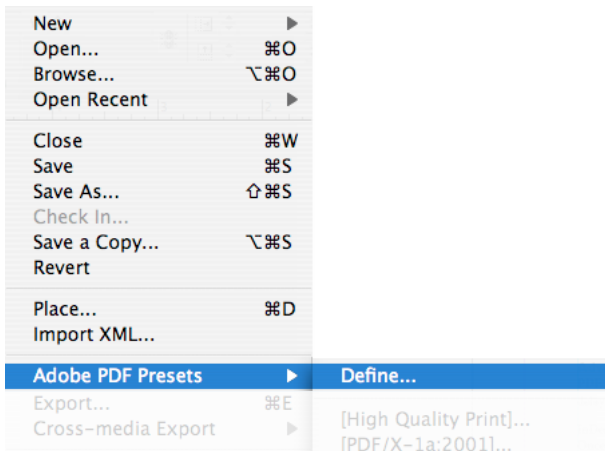 New ▶
Open... ⌘O
Browse... ⌥⌘O
Open Recent ▶
Close ⌘W
Save ⌘S
Save As... ⇧⌘S
Check In...
Save a Copy... ⌥⌘S
Revert
Place... ⌘D
Import XML...
Adobe PDF Presets ▶ Define...
Export... ⌘E
[High Quality Print]...
Cross-media Export ▶
[PDF/X-1a:2001]...